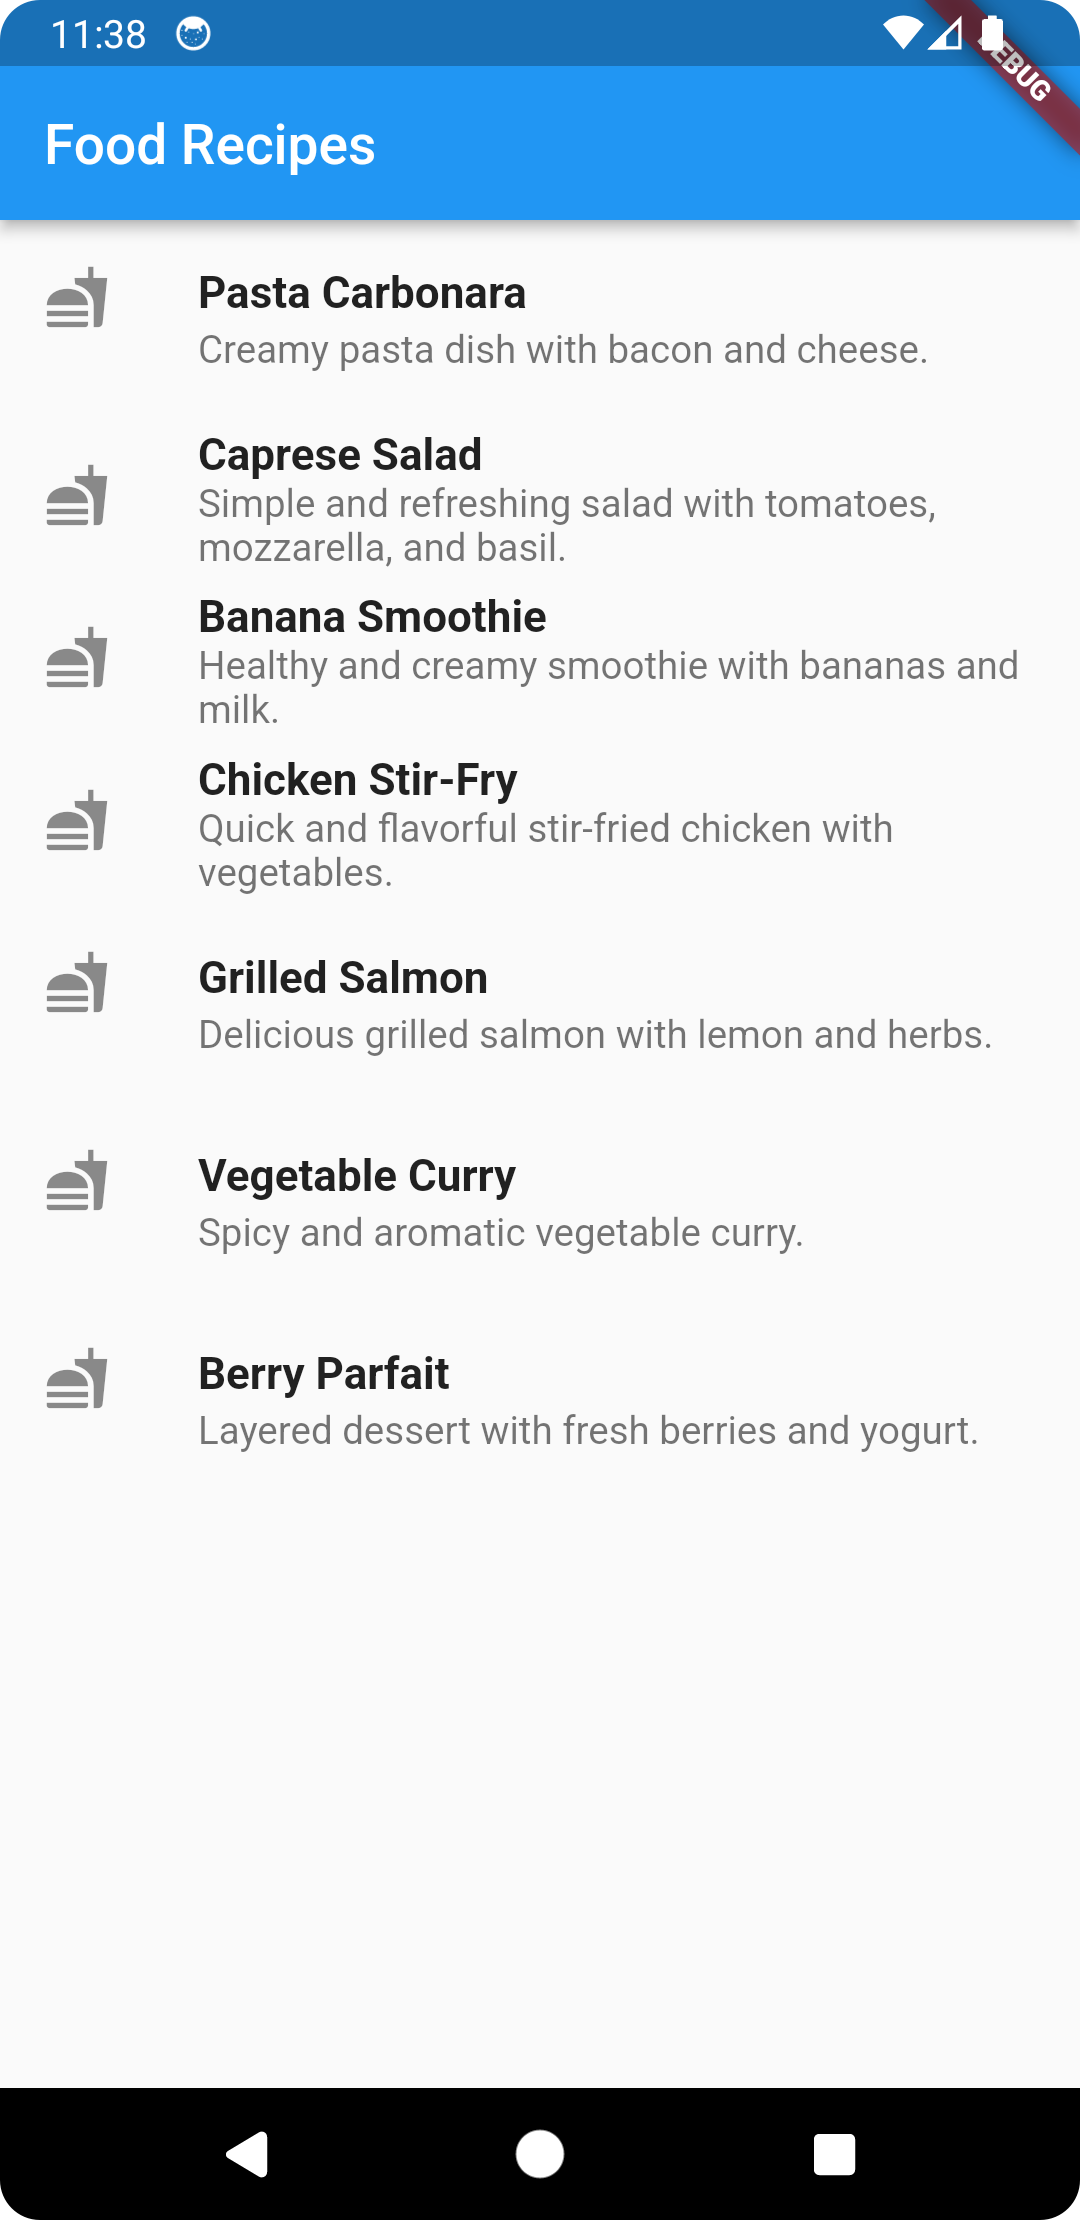 11:38
DEBUG
Food Recipes
Pasta Carbonara
Creamy pasta dish with bacon and cheese.
Caprese Salad
Simple and refreshing salad with tomatoes,
mozzarella, and basil.
Banana Smoothie
Healthy and creamy smoothie with bananas and
milk.
Chicken Stir-Fry
Quick and flavorful stir-fried chicken with
vegetables.
Grilled Salmon
Delicious grilled salmon with lemon and herbs.
Vegetable Curry
Spicy and aromatic vegetable curry.
Berry Parfait
Layered dessert with fresh berries and yogurt.